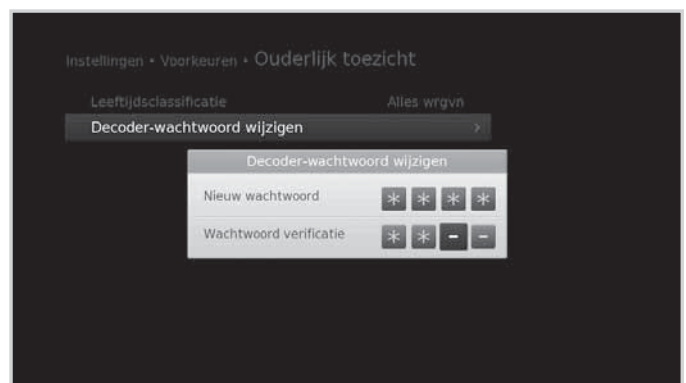 Instellingen • Voorkeuren • Ouderlijk toezicht
Leeftijdsclassificatie Alles wrgvn
Decoder-wachtwoord wijzigen >
Decoder-wachtwoord wijzigen
Nieuw wachtwoord * * * *
Wachtwoord verificatie * * - -